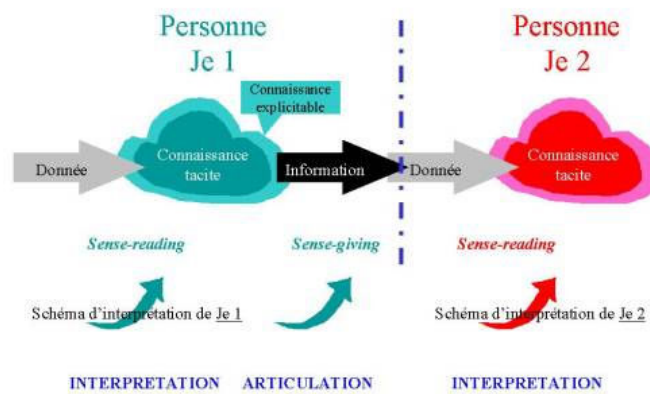 Personne
Je 1
Personne
Je 2
Connaissance
explicitable
Donnée
Connaissance
tacite
Information
Donnée
Connaissance
tacite
Sense-reading
Sense-giving
Sense-reading
Schéma d’interprétation de Je 1
Schéma d’interprétation de Je 2
INTERPRETATION
ARTICULATION
INTERPRETATION